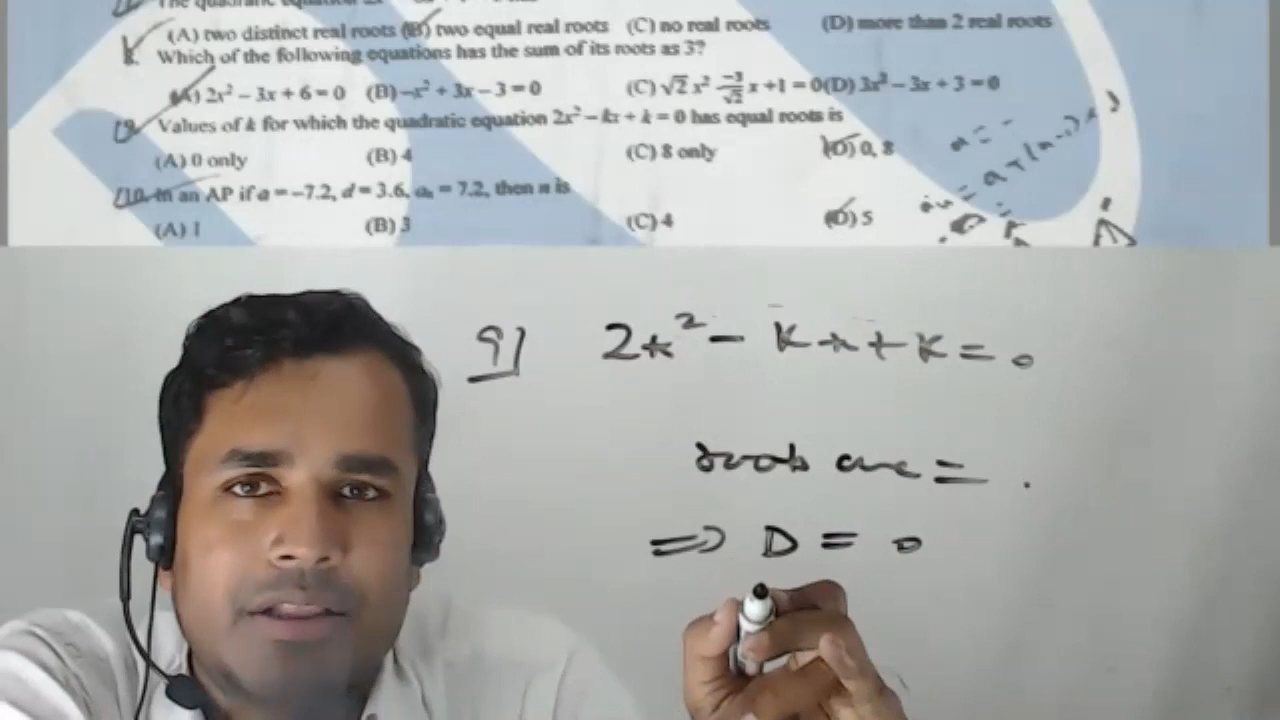 The quadratic equation
(A) two distinct real roots (B) two equal real roots (C) no real roots (D) more than 2 real roots
8. Which of the following equations has the sum of its roots as 3?
(A) 2x² − 3x + 6 = 0 (B) −x² + 3x − 3 = 0 (C) √2 x² −3/√2 x + 1 = 0 (D) 3x² − 3x + 3 = 0
9. Values of k for which the quadratic equation 2x² − kx + k = 0 has equal roots is
(A) 0 only (B) 4 (C) 8 only (D) 0, 8
10. In an AP if a = −7.2, d = 3.6, aₙ = 7.2, then n is
(A) 1 (B) 3 (C) 4 (D) 5
9] 2x² − kx + k = 0
roots are = .
⇒ D = 0